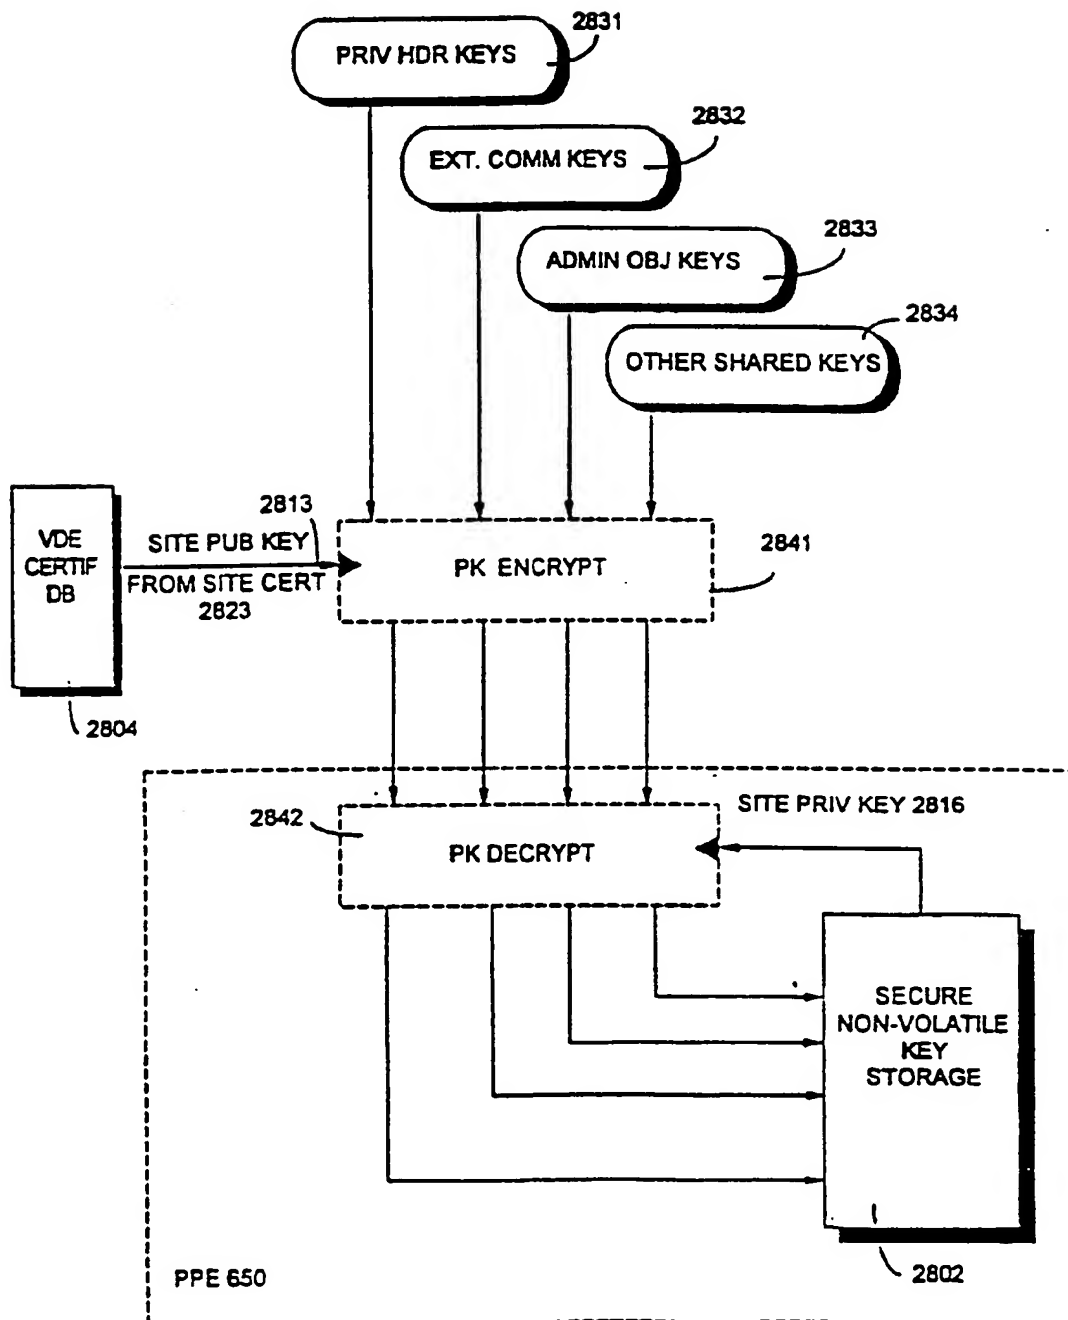 2831
PRIV HDR KEYS
2832
EXT. COMM KEYS
2833
ADMIN OBJ KEYS
2834
OTHER SHARED KEYS
2813
VDE
CERTIF
DB
SITE PUB KEY
FROM SITE CERT
2823
PK ENCRYPT
2841
2804
SITE PRIV KEY 2816
2842
PK DECRYPT
SECURE
NON-VOLATILE
KEY
STORAGE
2802
PPE 650